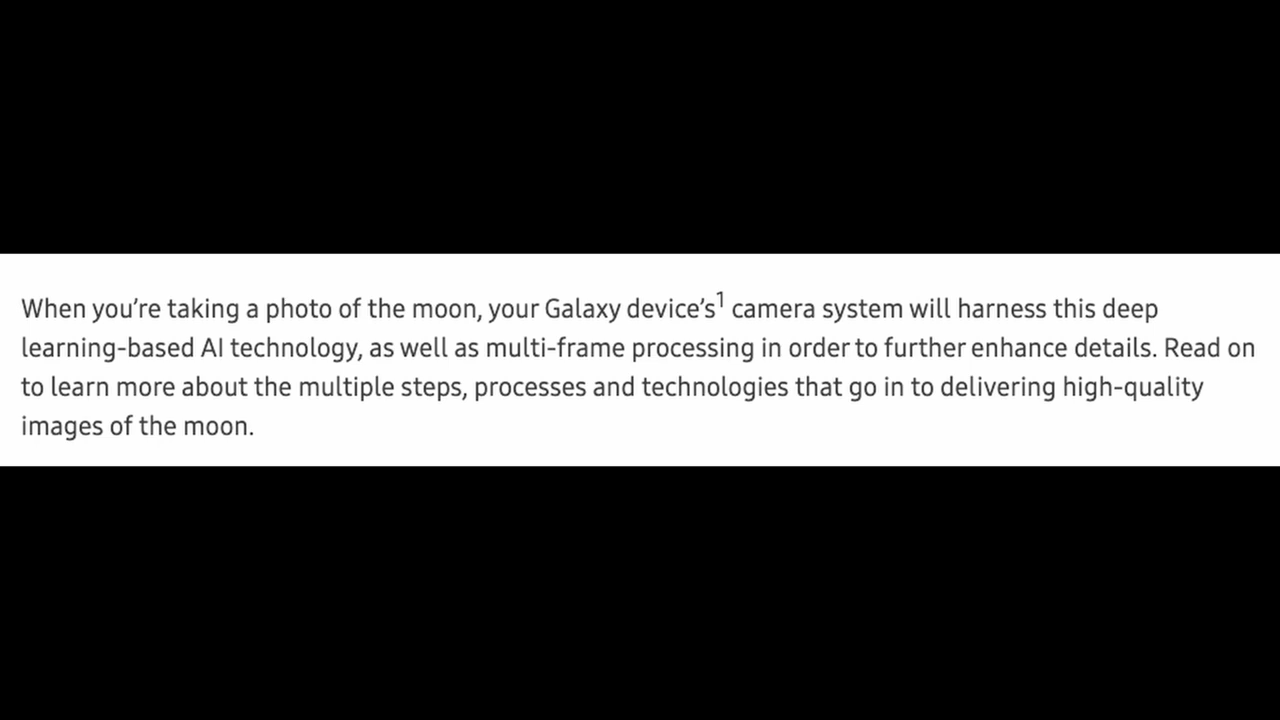 When you’re taking a photo of the moon, your Galaxy device’s¹ camera system will harness this deep
learning-based AI technology, as well as multi-frame processing in order to further enhance details. Read on
to learn more about the multiple steps, processes and technologies that go in to delivering high-quality
images of the moon.